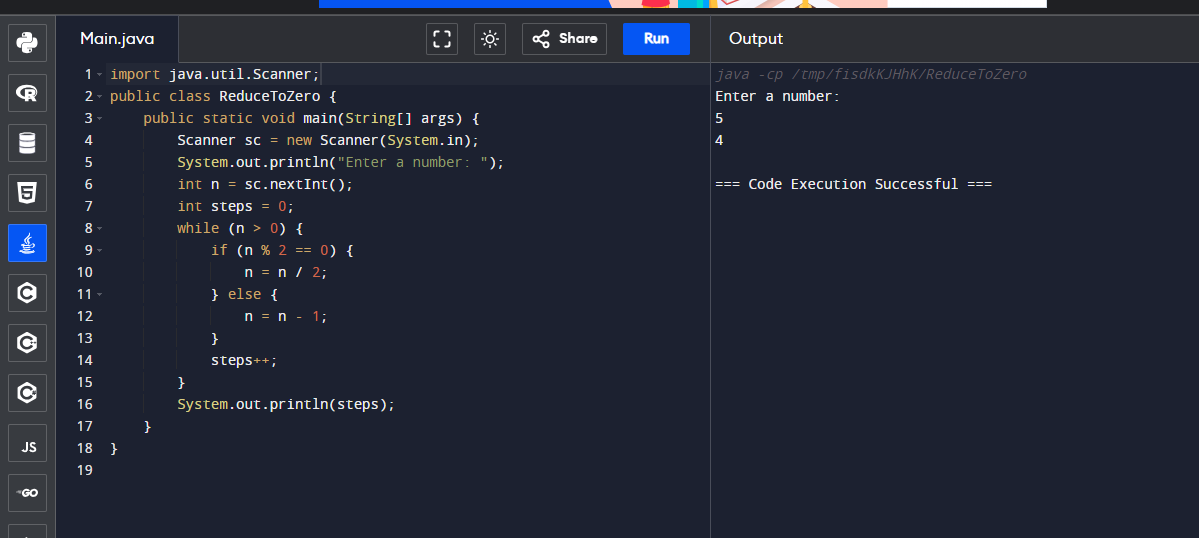 Main.java
Share
Run
Output
1 import java.util.Scanner;
2 public class ReduceToZero {
3     public static void main(String[] args) {
4         Scanner sc = new Scanner(System.in);
5         System.out.println("Enter a number: ");
6         int n = sc.nextInt();
7         int steps = 0;
8         while (n > 0) {
9             if (n % 2 == 0) {
10                 n = n / 2;
11             } else {
12                 n = n - 1;
13             }
14             steps++;
15         }
16         System.out.println(steps);
17     }
18 }
19
java -cp /tmp/fisdkKJHhK/ReduceToZero
Enter a number:
5
4
=== Code Execution Successful ===
R
5
C
C
C
JS
GO